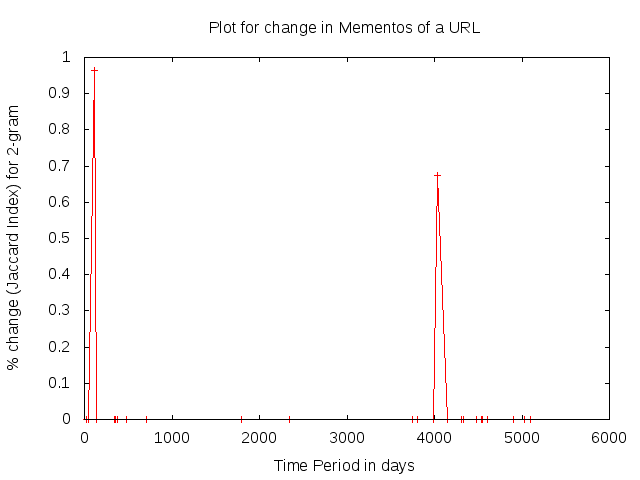 Plot for change in Mementos of a URL
% change (Jaccard Index) for 2-gram
1
0.9
0.8
0.7
0.6
0.5
0.4
0.3
0.2
0.1
0
0 1000 2000 3000 4000 5000 6000
Time Period in days